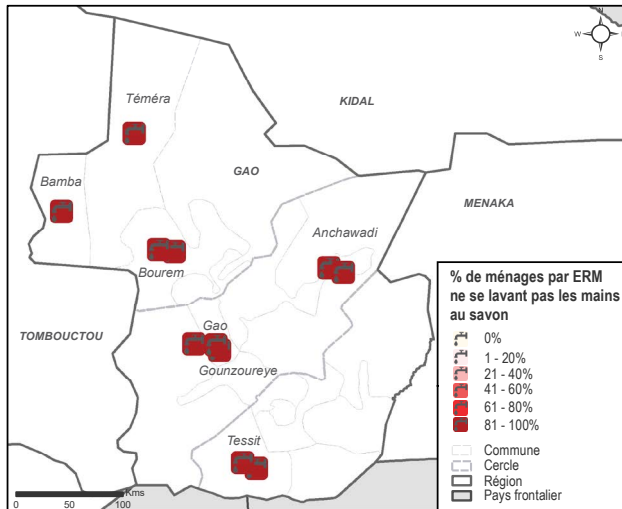 N
W
S
Téméra
KIDAL
Bamba
GAO
MENAKA
Anchawadi
Bourem
TOMBOUCTOU
Gao
Gounzoureye
Tessit
% de ménages par ERM
ne se lavant pas les mains
au savon
0%
1 - 20%
21 - 40%
41 - 60%
61 - 80%
81 - 100%
Commune
Cercle
Région
Pays frontalier
Kms
0 50 100